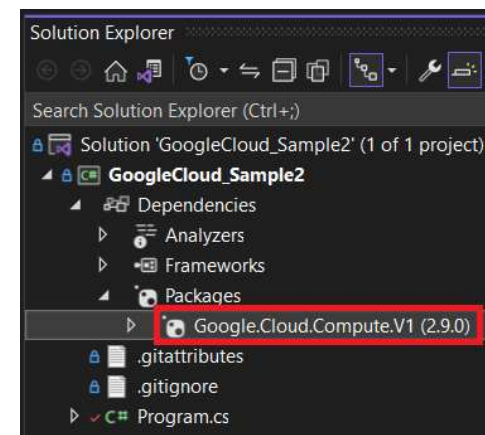 Solution Explorer
Search Solution Explorer (Ctrl+;)
Solution 'GoogleCloud_Sample2' (1 of 1 project)
C# GoogleCloud_Sample2
Dependencies
Analyzers
Frameworks
Packages
Google.Cloud.Compute.V1 (2.9.0)
.gitattributes
.gitignore
C# Program.cs